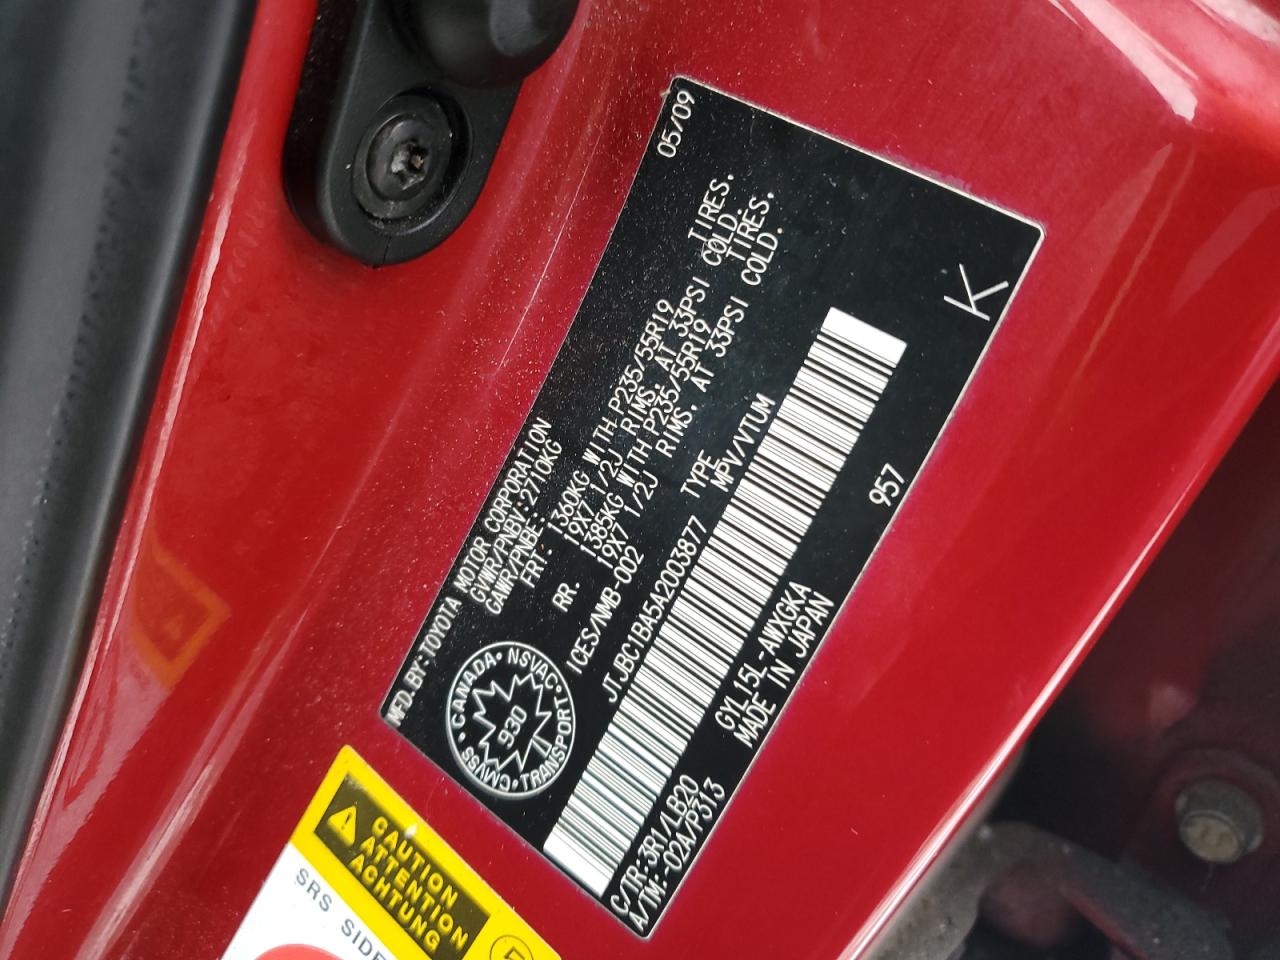 MFD.BY:TOYOTA MOTOR CORPORATION 05/09
GVWR/PNBV:2710KG
GAWR/PNBE:
FRT: 1360KG WITH P235/55R19 TIRES.
19X7 1/2J RIMS. AT 33PSI COLD.
RR. 1385KG WITH P235/55R19 TIRES.
19X7 1/2J RIMS. AT 33PSI COLD.
ICES/NMB-002
CANADA • NSVAC • TRANSPORT • CMVSS •
930
TYPE
JTJBC1BA5A2003877 MPV/VTUM
957
K
GYL15L-AWXGKA
MADE IN JAPAN
C/TR:3R1/LB20
A/TM:-02A/P313
CAUTION
ATTENTION
ACHTUNG
SRS SIDE